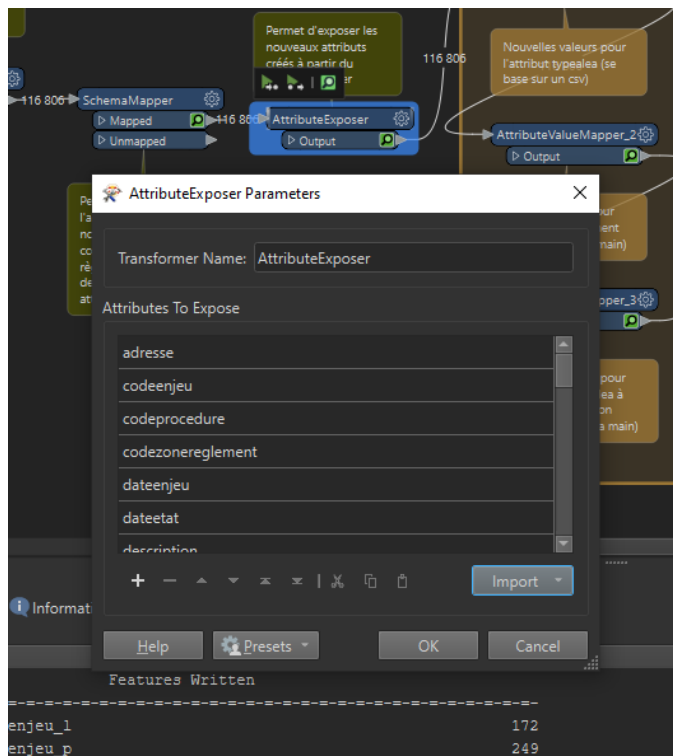 Permet d'exposer les
nouveaux attributs
créés à partir du
116 806
Nouvelles valeurs pour
l'attribut typealea (se
base sur un csv)
116 806
SchemaMapper
Mapped
Unmapped
AttributeExposer
Output
AttributeValueMapper_2
Output
AttributeExposer Parameters
Transformer Name:
AttributeExposer
Attributes To Expose
adresse
codeenjeu
codeprocedure
codezonereglement
dateenjeu
dateetat
description
Import
Help
Presets
OK
Cancel
Features Written
=-=-=-=-=-=-=-=-=-=-=-=-=-=-=-=-=-=-=-=-=-=-=-=-=-=-
enjeu_l 172
enjeu_p 249